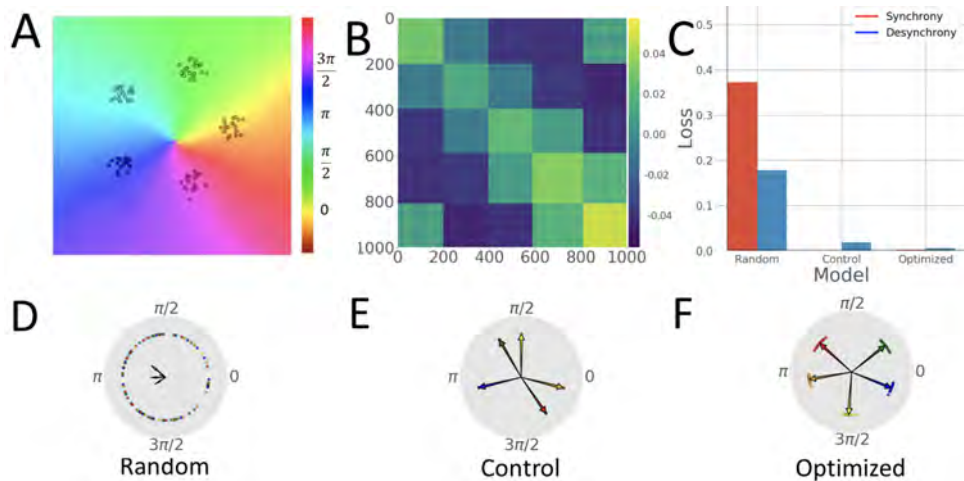 A
3π/2
π
π/2
0
B
0
200
400
600
800
1000
0 200 400 600 800 1000
0.04
0.02
0.00
-0.02
-0.04
C
Synchrony
Desynchrony
Loss
0.5
0.4
0.3
0.2
0.1
0.0
Random Control Optimized
Model
D
π/2
π 0
3π/2
Random
E
π/2
π 0
3π/2
Control
F
π/2
π 0
3π/2
Optimized